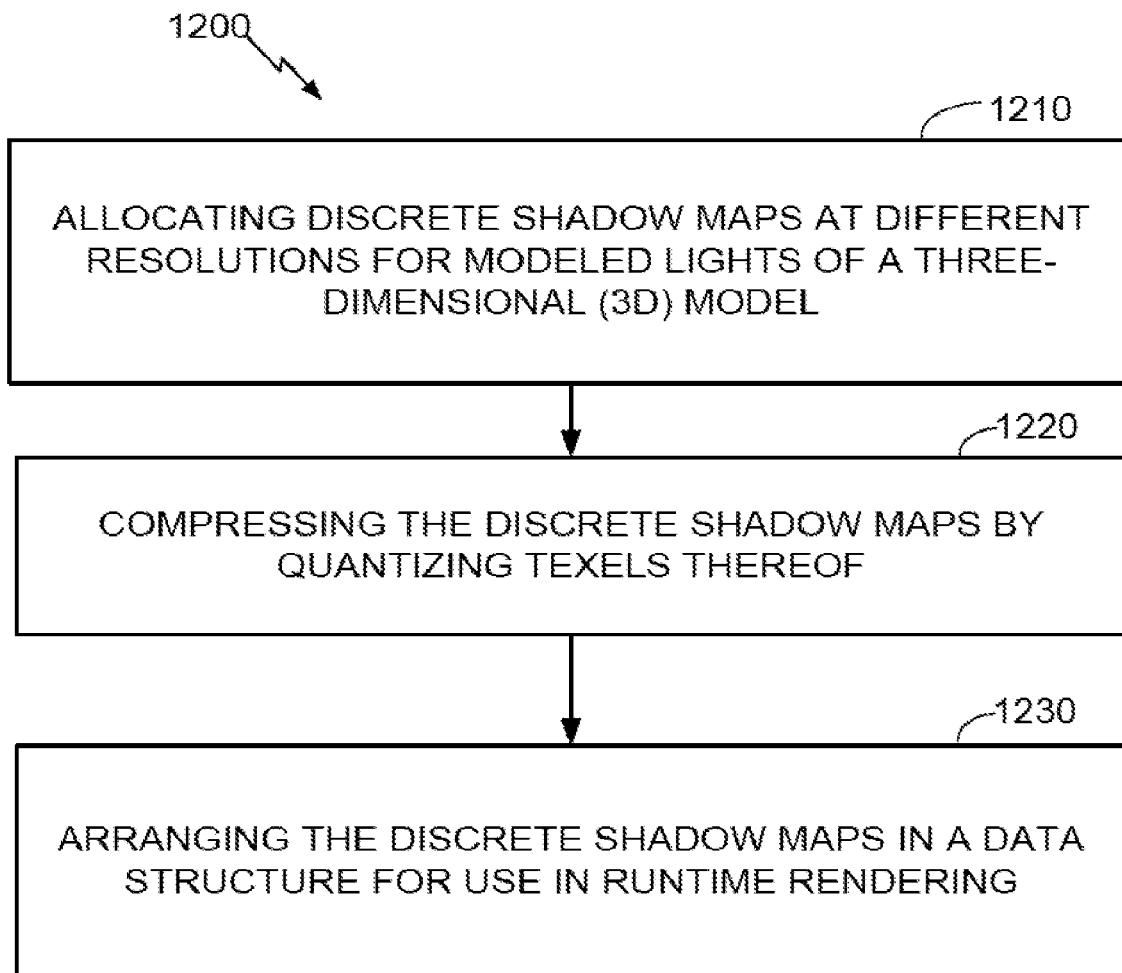 1200
1210
ALLOCATING DISCRETE SHADOW MAPS AT DIFFERENT
RESOLUTIONS FOR MODELED LIGHTS OF A THREE-
DIMENSIONAL (3D) MODEL
1220
COMPRESSING THE DISCRETE SHADOW MAPS BY
QUANTIZING TEXELS THEREOF
1230
ARRANGING THE DISCRETE SHADOW MAPS IN A DATA
STRUCTURE FOR USE IN RUNTIME RENDERING